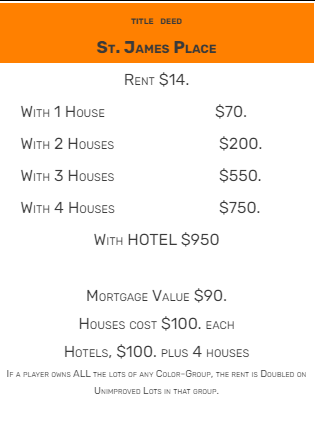 TITLE DEED
ST. JAMES PLACE
RENT $14.
WITH 1 HOUSE $70.
WITH 2 HOUSES $200.
WITH 3 HOUSES $550.
WITH 4 HOUSES $750.
WITH HOTEL $950
MORTGAGE VALUE $90.
HOUSES COST $100. EACH
HOTELS, $100. PLUS 4 HOUSES
IF A PLAYER OWNS ALL THE LOTS OF ANY COLOR-GROUP, THE RENT IS DOUBLED ON
UNIMPROVED LOTS IN THAT GROUP.